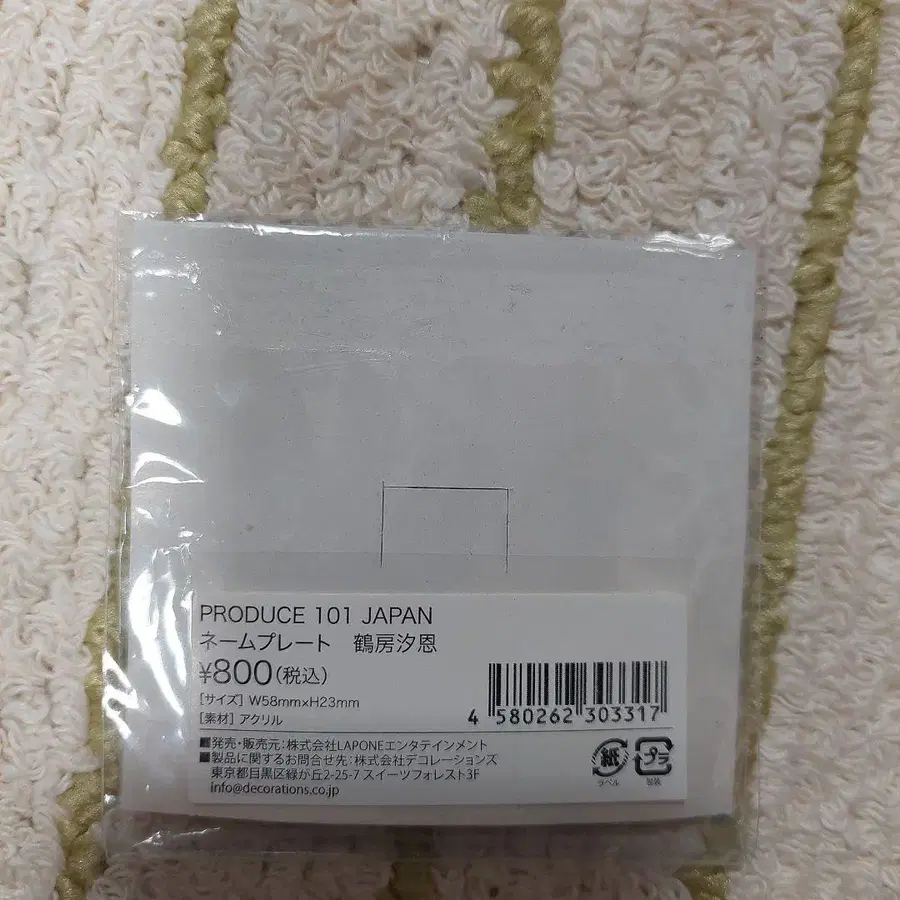 PRODUCE 101 JAPAN
ネームプレート　鶴房汐恩
¥800(税込)
[サイズ] W58mm×H23mm
[素材] アクリル
4 580262 303317
■発売・販売元：株式会社LAPONEエンタテインメント
■製品に関するお問合せ先：株式会社デコレーションズ
東京都目黒区緑が丘2-25-7 スイーツフォレスト3F
info@decorations.co.jp
紙
ラベル
プラ
包装